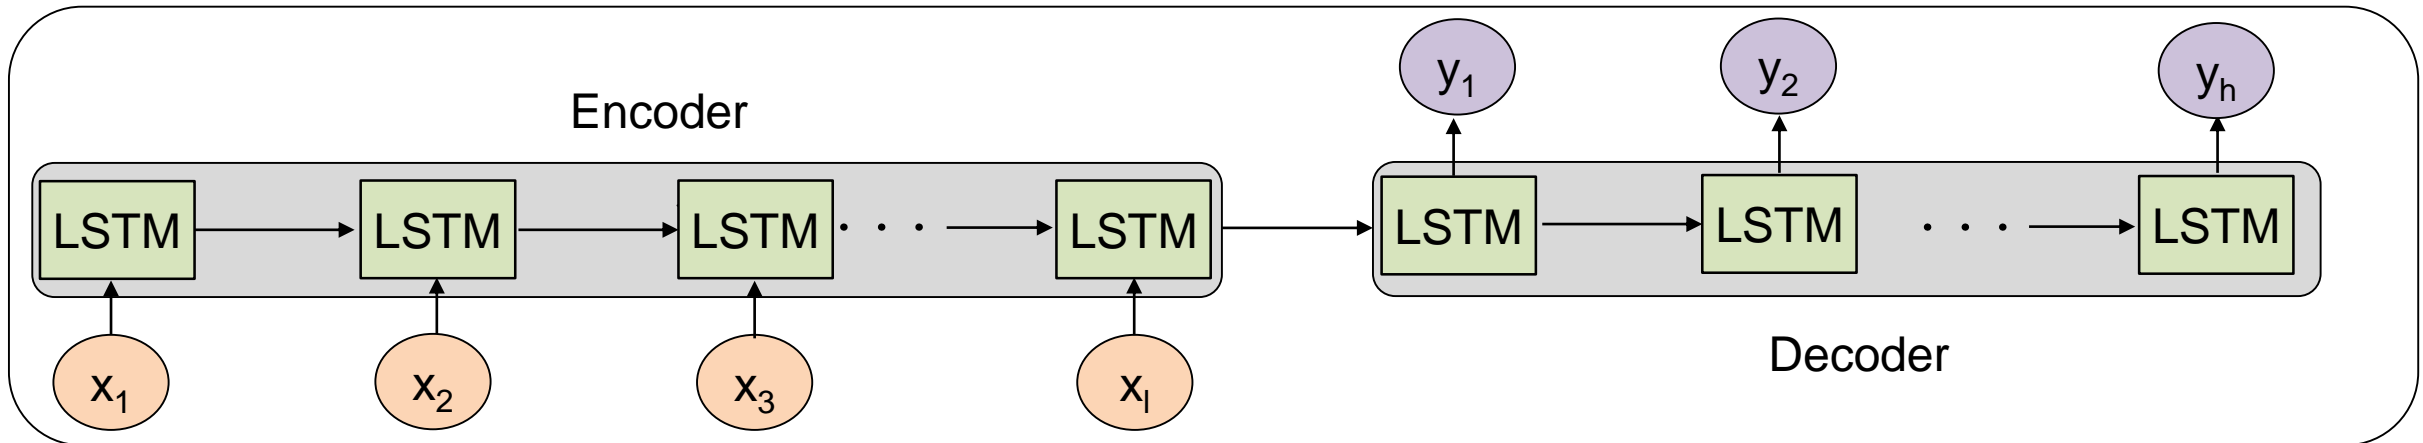 y₁ y₂ yₕ
Encoder
LSTM LSTM LSTM . . . LSTM LSTM LSTM . . . LSTM
Decoder
x₁ x₂ x₃ xₗ